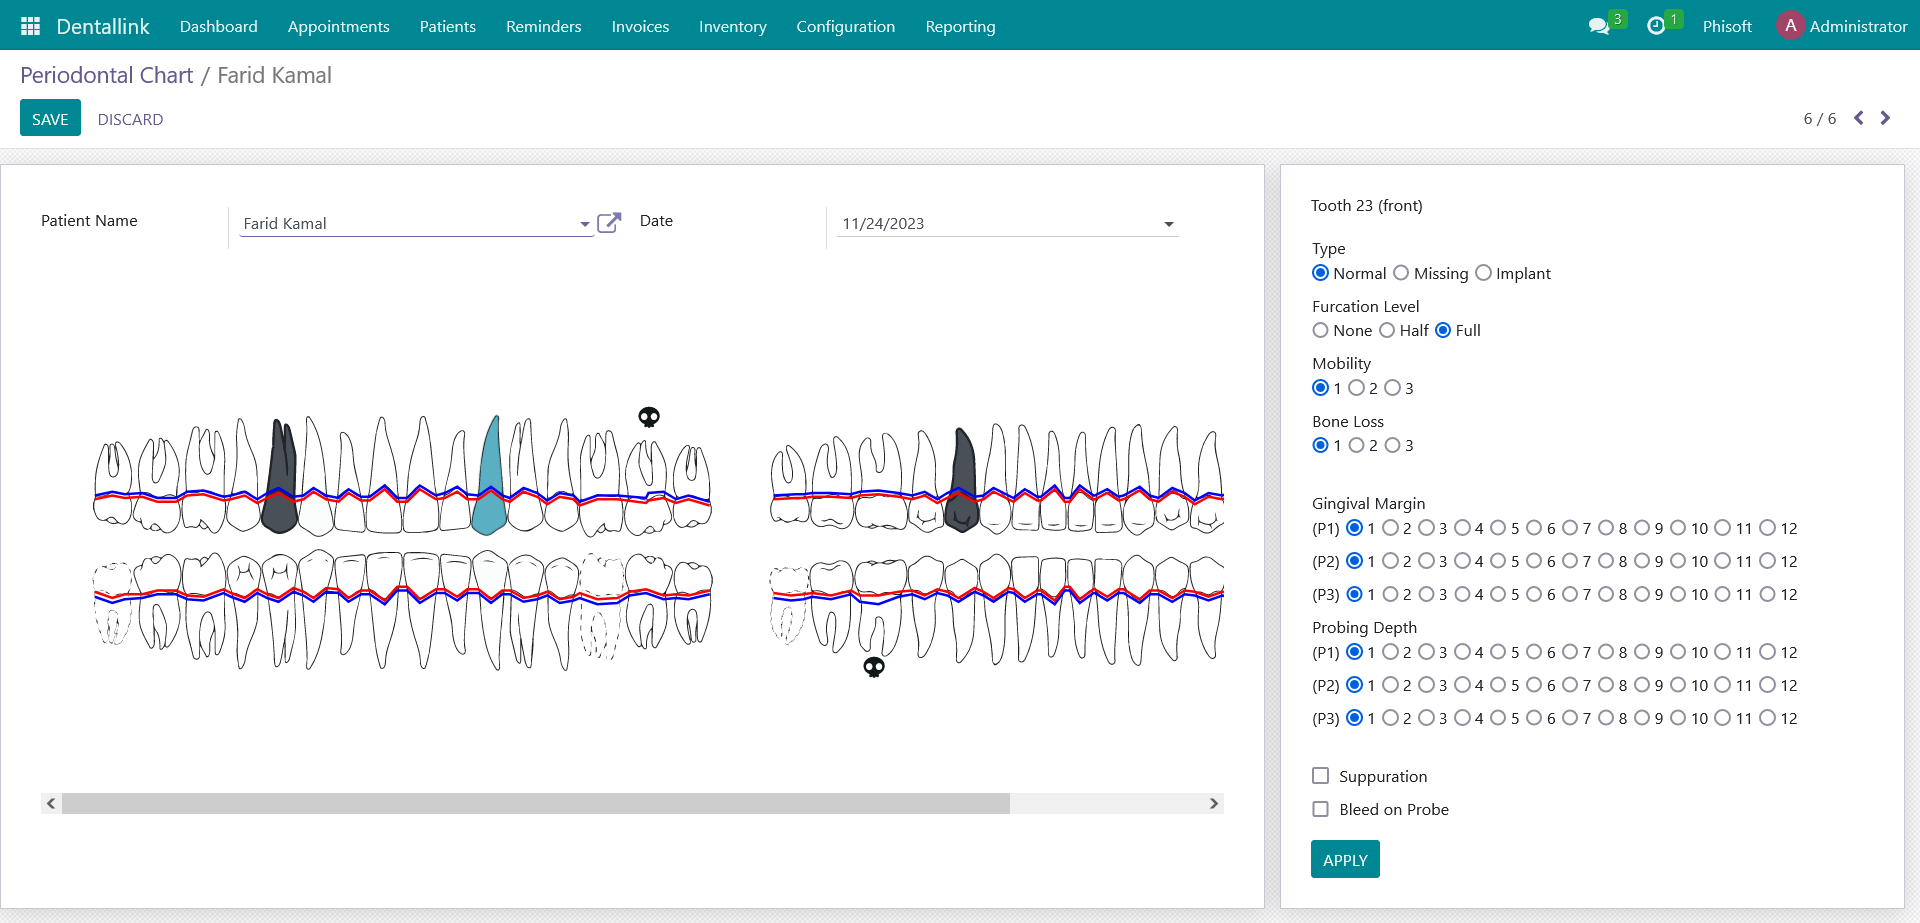 Dentallink Dashboard Appointments Patients Reminders Invoices Inventory Configuration Reporting 3 1 Phisoft A Administrator
Periodontal Chart / Farid Kamal
SAVE DISCARD 6 / 6
Patient Name Farid Kamal Date 11/24/2023
Tooth 23 (front)
Type
Normal Missing Implant
Furcation Level
None Half Full
Mobility
1 2 3
Bone Loss
1 2 3
Gingival Margin
(P1) 1 2 3 4 5 6 7 8 9 10 11 12
(P2) 1 2 3 4 5 6 7 8 9 10 11 12
(P3) 1 2 3 4 5 6 7 8 9 10 11 12
Probing Depth
(P1) 1 2 3 4 5 6 7 8 9 10 11 12
(P2) 1 2 3 4 5 6 7 8 9 10 11 12
(P3) 1 2 3 4 5 6 7 8 9 10 11 12
Suppuration
Bleed on Probe
APPLY